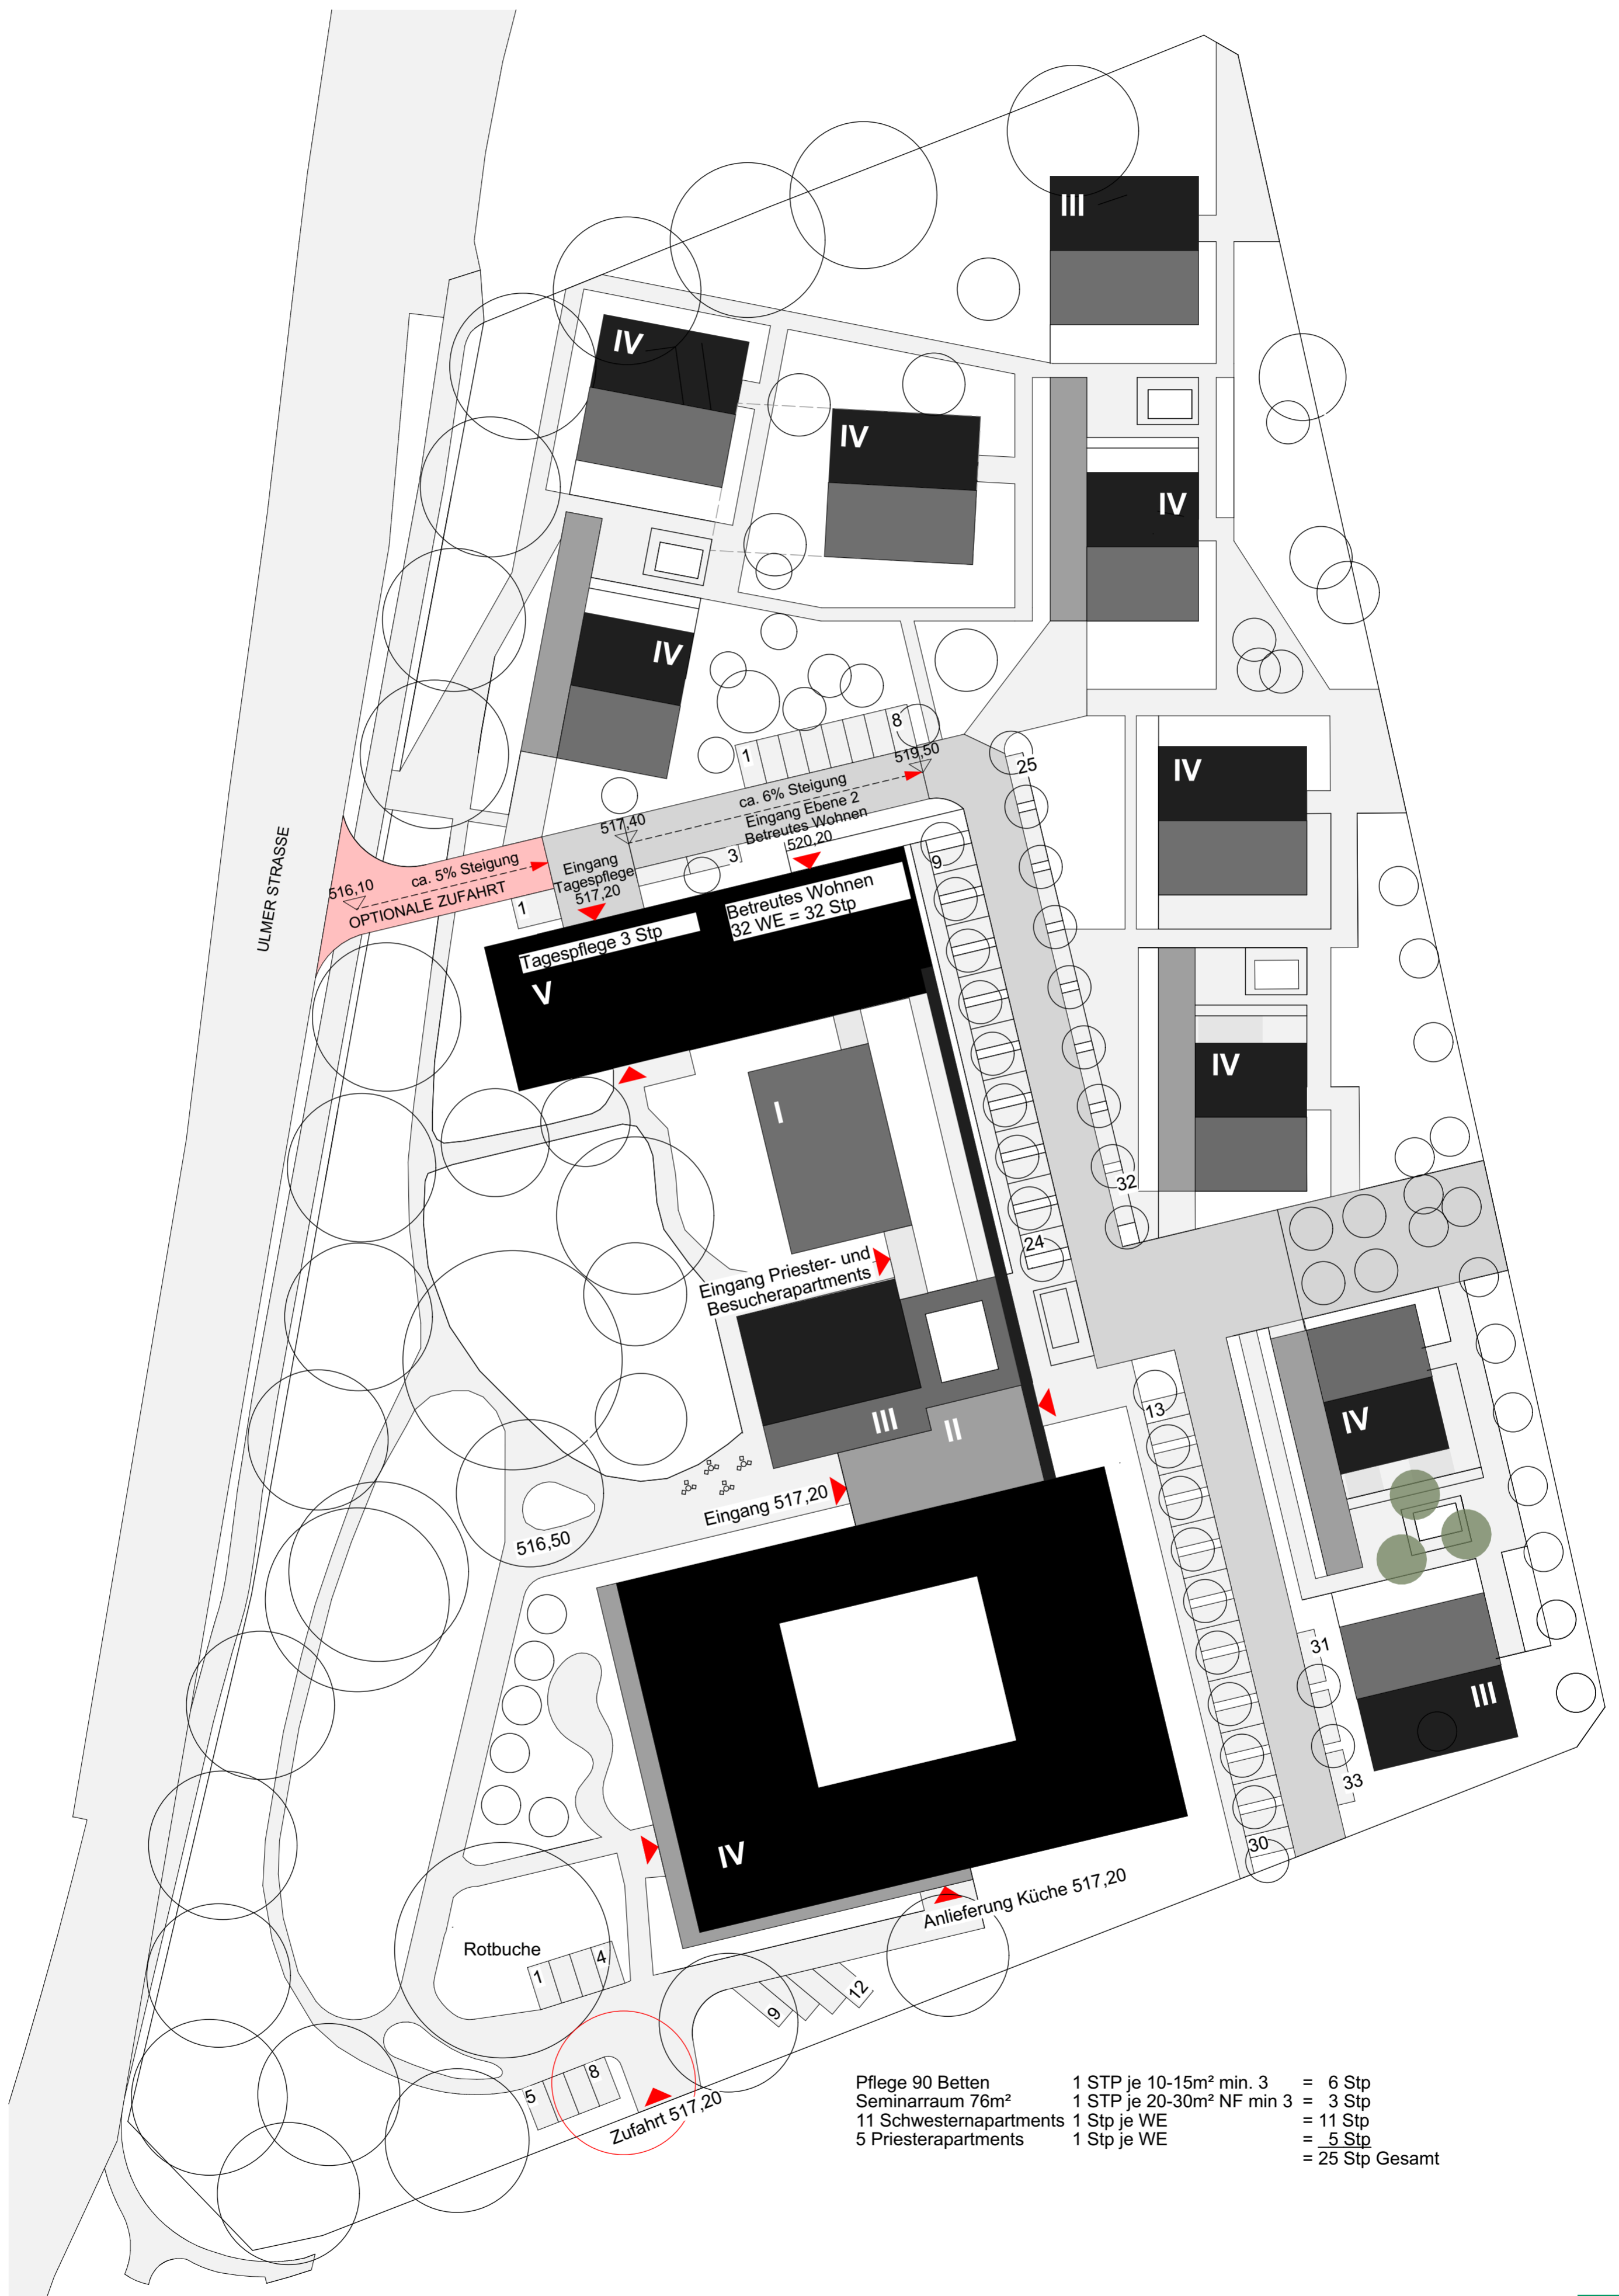 III
IV
IV
IV
IV
1
8
519,50
ca. 6% Steigung
517,40
Eingang Ebene 2
Betreutes Wohnen
520,20
3
25
IV
ULMER STRASSE
516,10
ca. 5% Steigung
OPTIONALE ZUFAHRT
Eingang
Tagespflege
517,20
1
9
Tagespflege 3 Stp
Betreutes Wohnen
32 WE = 32 Stp
V
IV
I
32
24
Eingang Priester- und
Besucherapartments
III
II
13
IV
Eingang 517,20
516,50
31
III
33
IV
30
Anlieferung Küche 517,20
Rotbuche
1
4
9
12
5
8
Zufahrt 517,20
Pflege 90 Betten 1 STP je 10-15m² min. 3 = 6 Stp
Seminarraum 76m² 1 STP je 20-30m² NF min 3 = 3 Stp
11 Schwesternapartments 1 Stp je WE = 11 Stp
5 Priesterapartments 1 Stp je WE = 5 Stp
= 25 Stp Gesamt